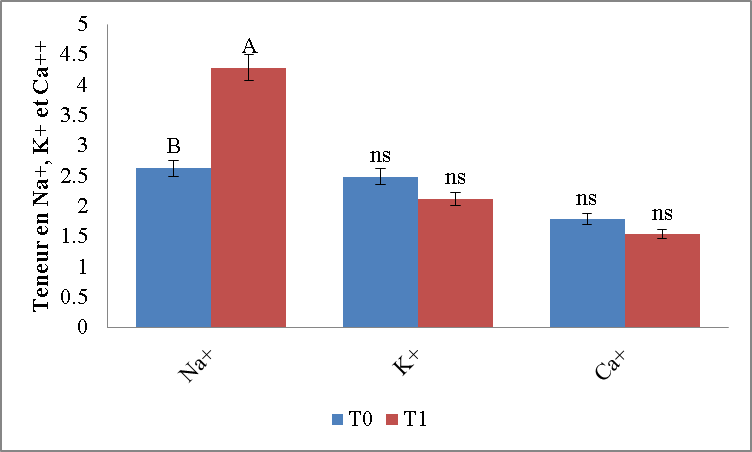 Teneur en Na+, K+ et Ca++
5
4.5
4
3.5
3
2.5
2
1.5
1
0.5
0
B
A
ns
ns
ns
ns
Na+
K+
Ca+
T0
T1